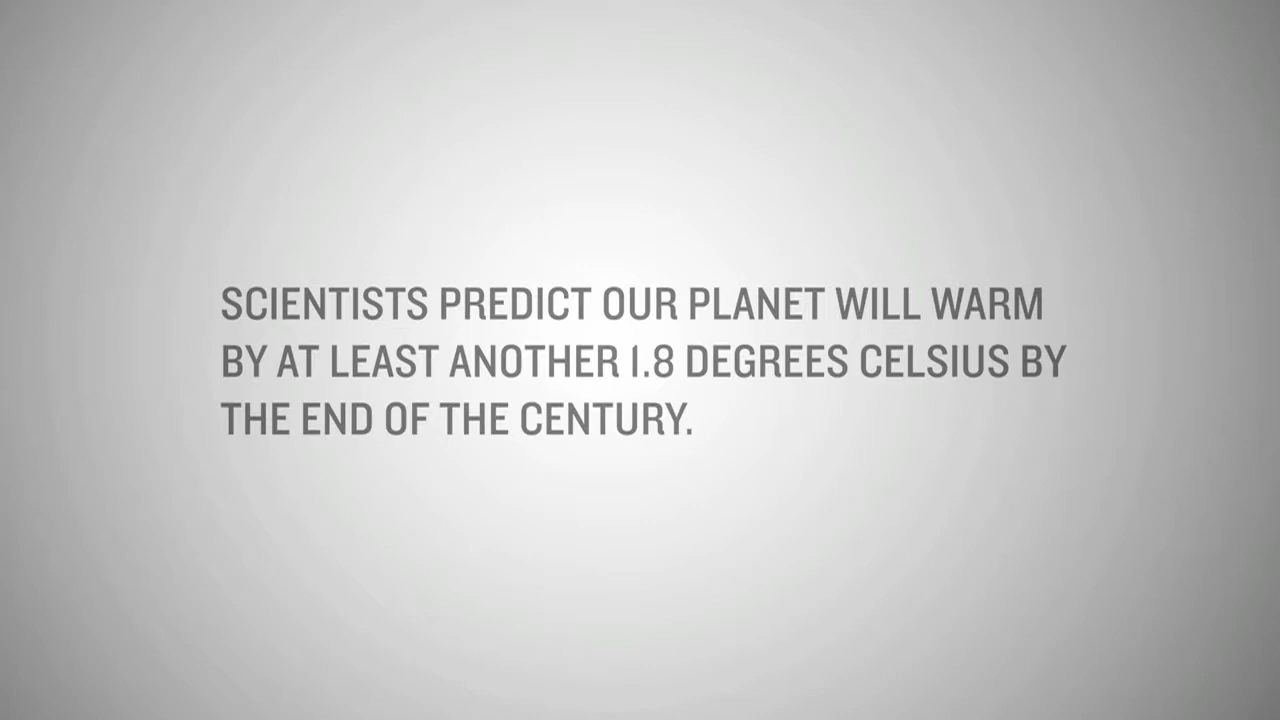 SCIENTISTS PREDICT OUR PLANET WILL WARM
BY AT LEAST ANOTHER 1.8 DEGREES CELSIUS BY
THE END OF THE CENTURY.